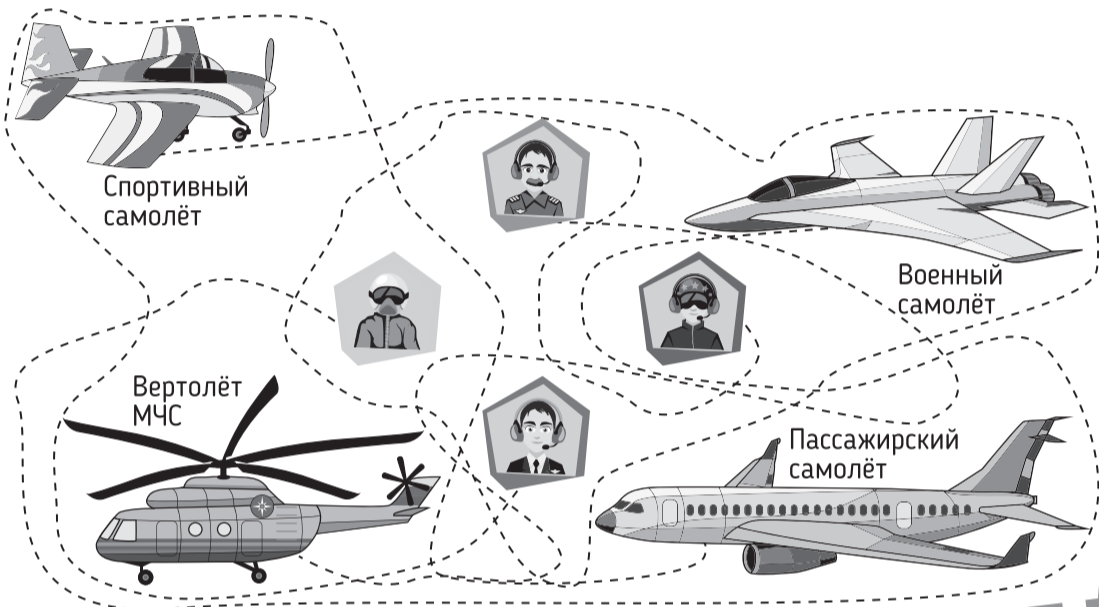 Спортивный
самолёт
Военный
самолёт
Вертолёт
МЧС
Пассажирский
самолёт